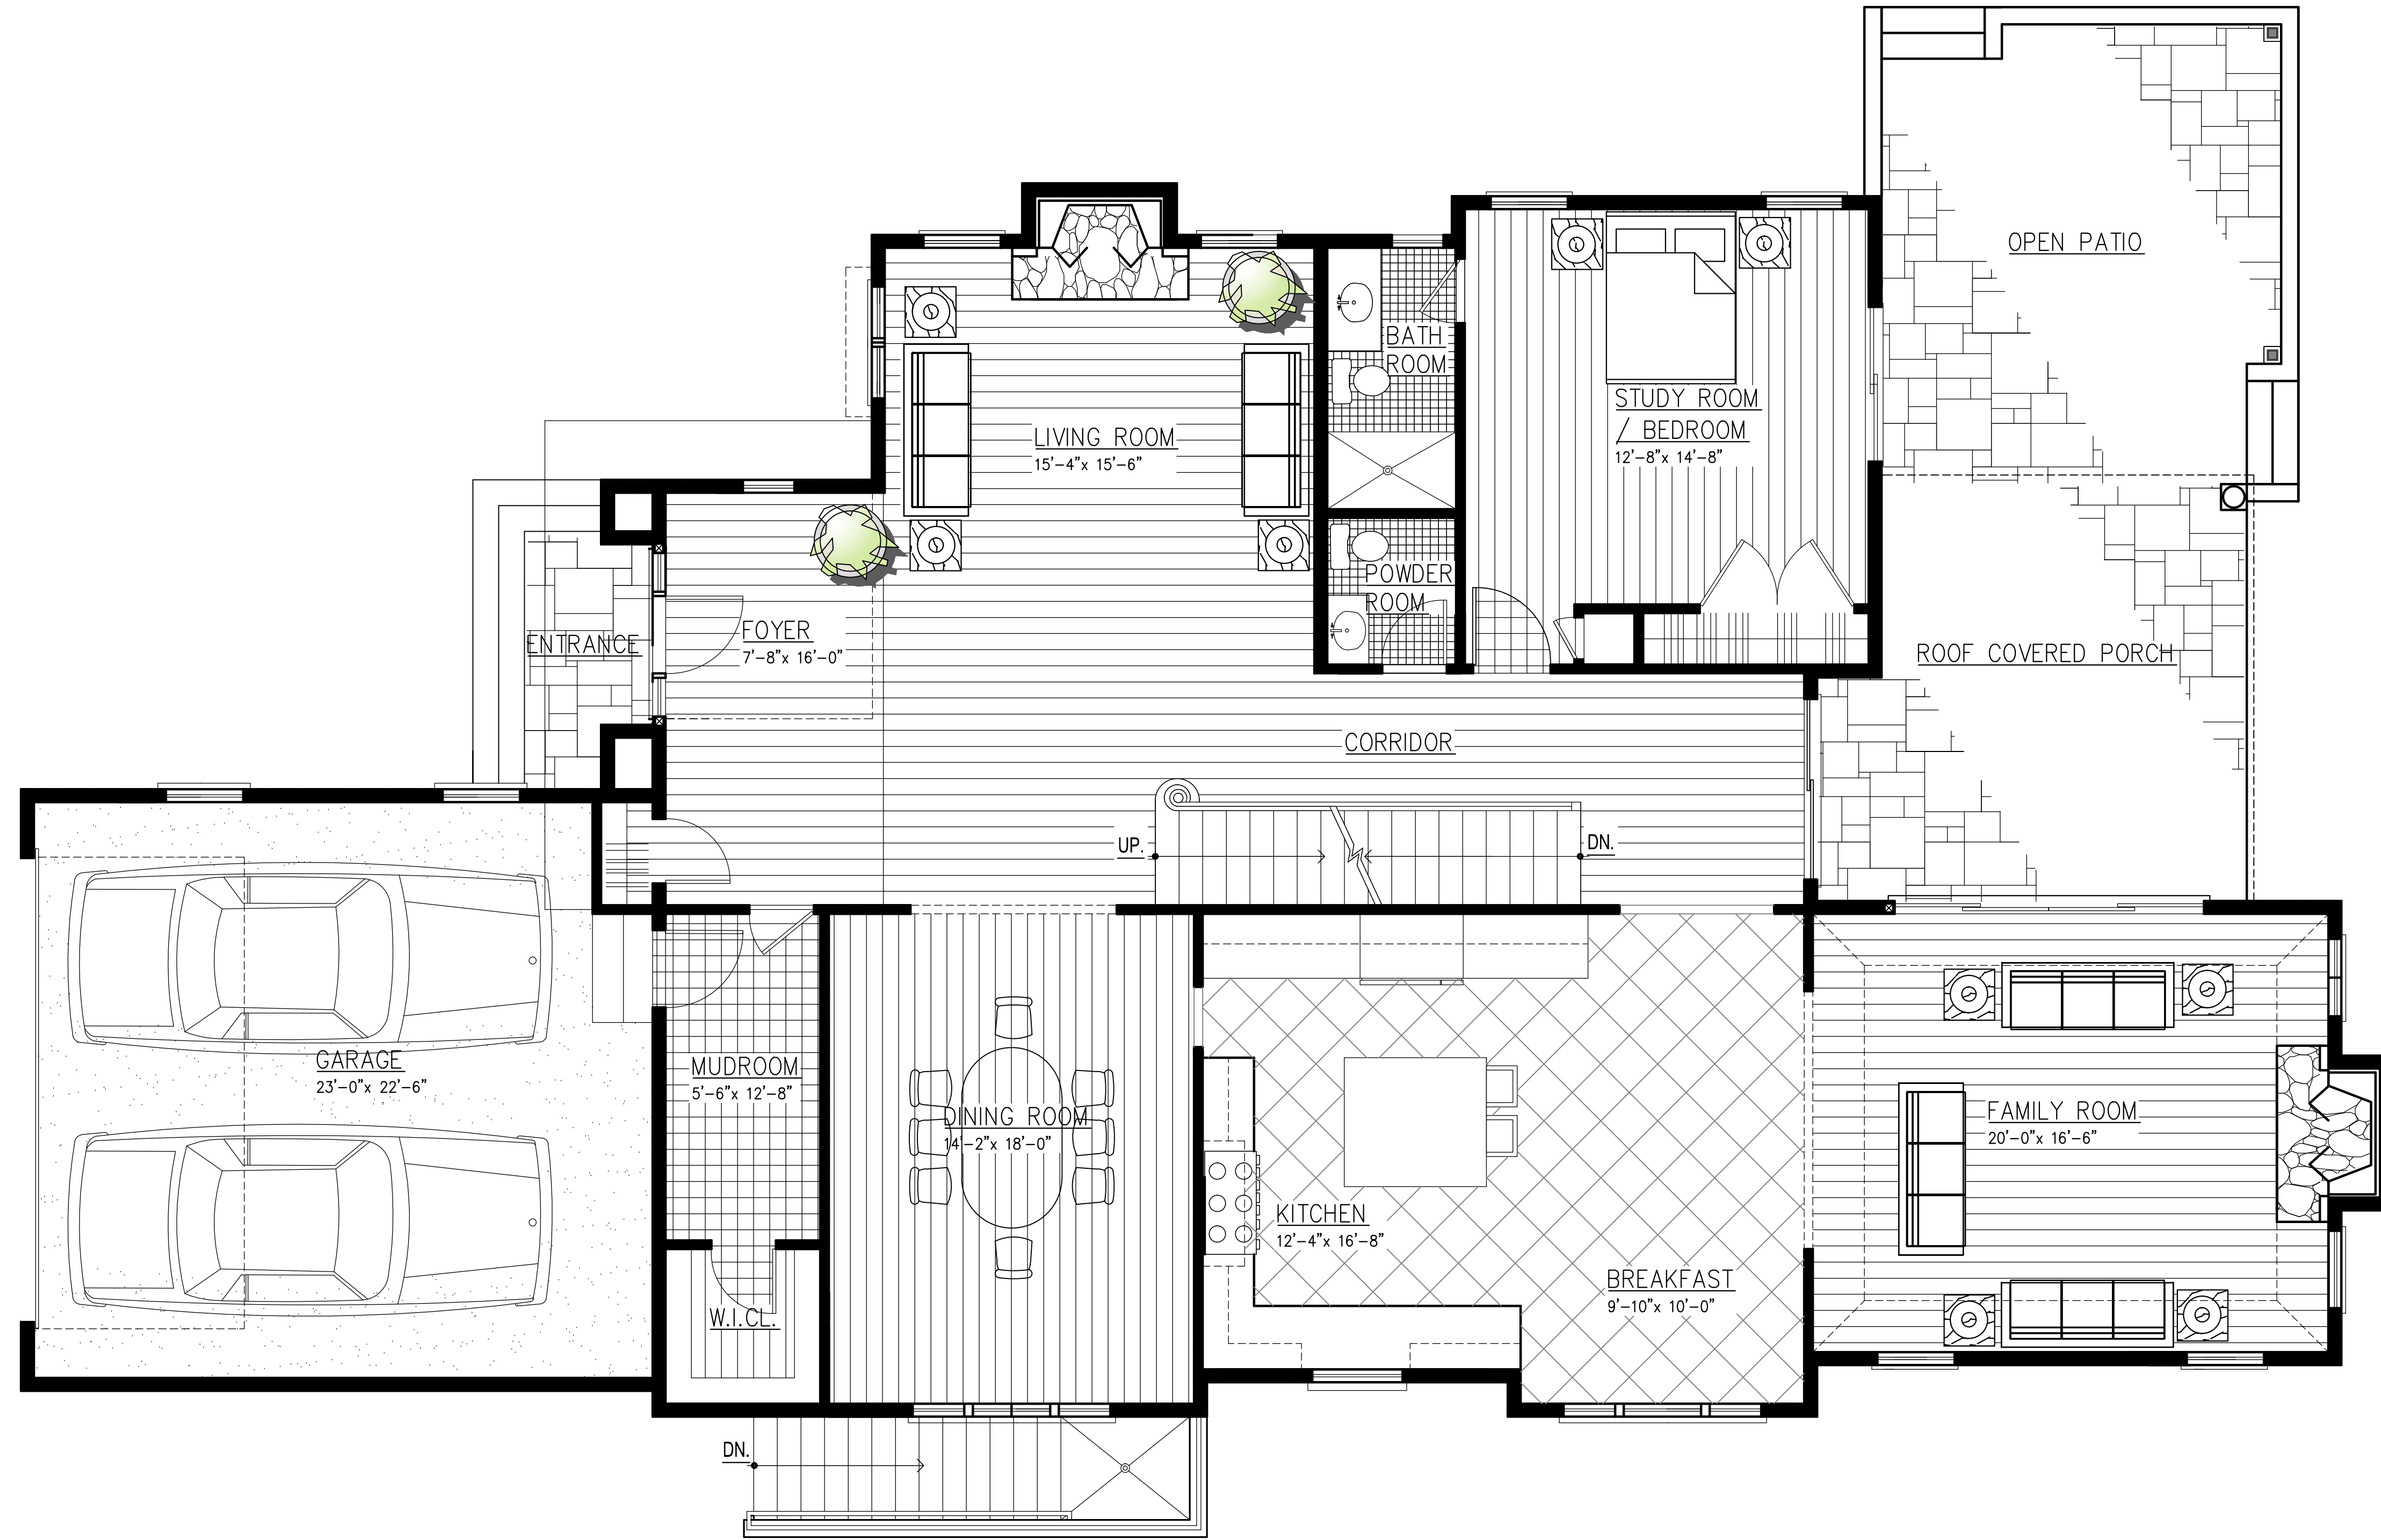 OPEN PATIO
BATH
ROOM
STUDY ROOM
/ BEDROOM
12'-8"x 14'-8"
LIVING ROOM
15'-4"x 15'-6"
POWDER
ROOM
ENTRANCE
FOYER
7'-8"x 16'-0"
ROOF COVERED PORCH
CORRIDOR
UP.
DN.
GARAGE
23'-0"x 22'-6"
MUDROOM
5'-6"x 12'-8"
DINING ROOM
14'-2"x 18'-0"
FAMILY ROOM
20'-0"x 16'-6"
KITCHEN
12'-4"x 16'-8"
BREAKFAST
9'-10"x 10'-0"
W.I.CL.
DN.